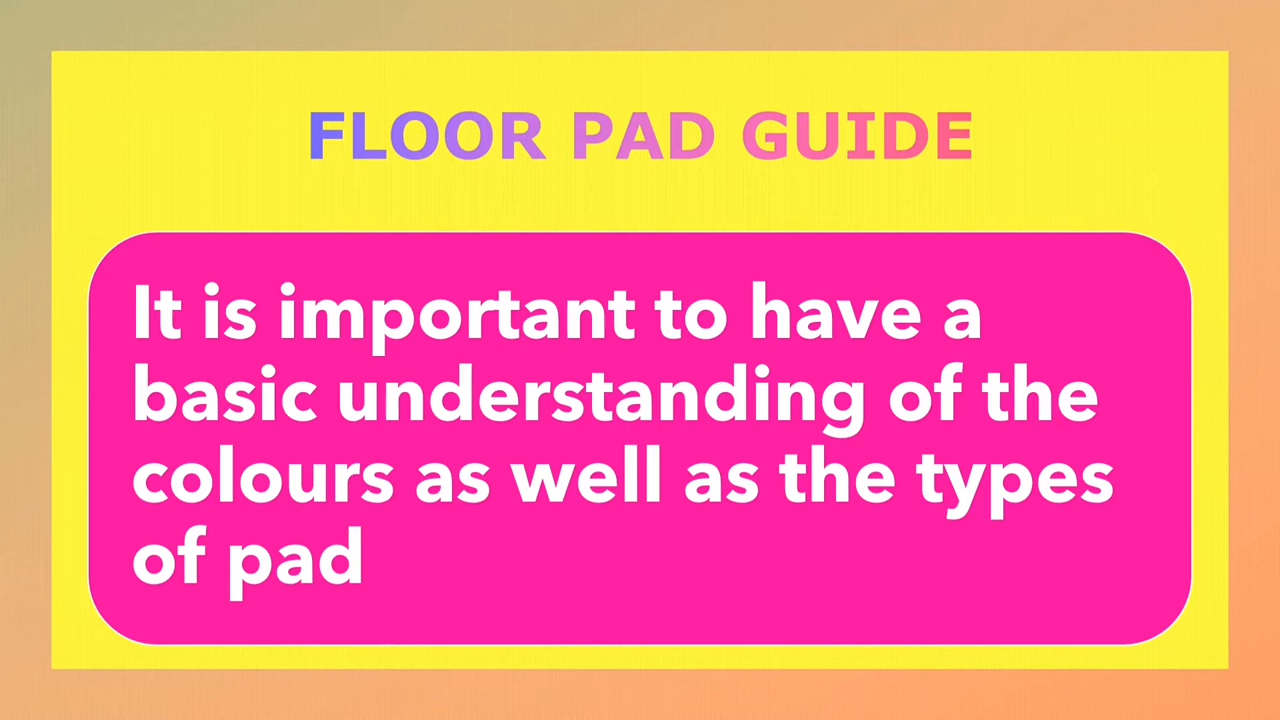 FLOOR PAD GUIDE
It is important to have a
basic understanding of the
colours as well as the types
of pad